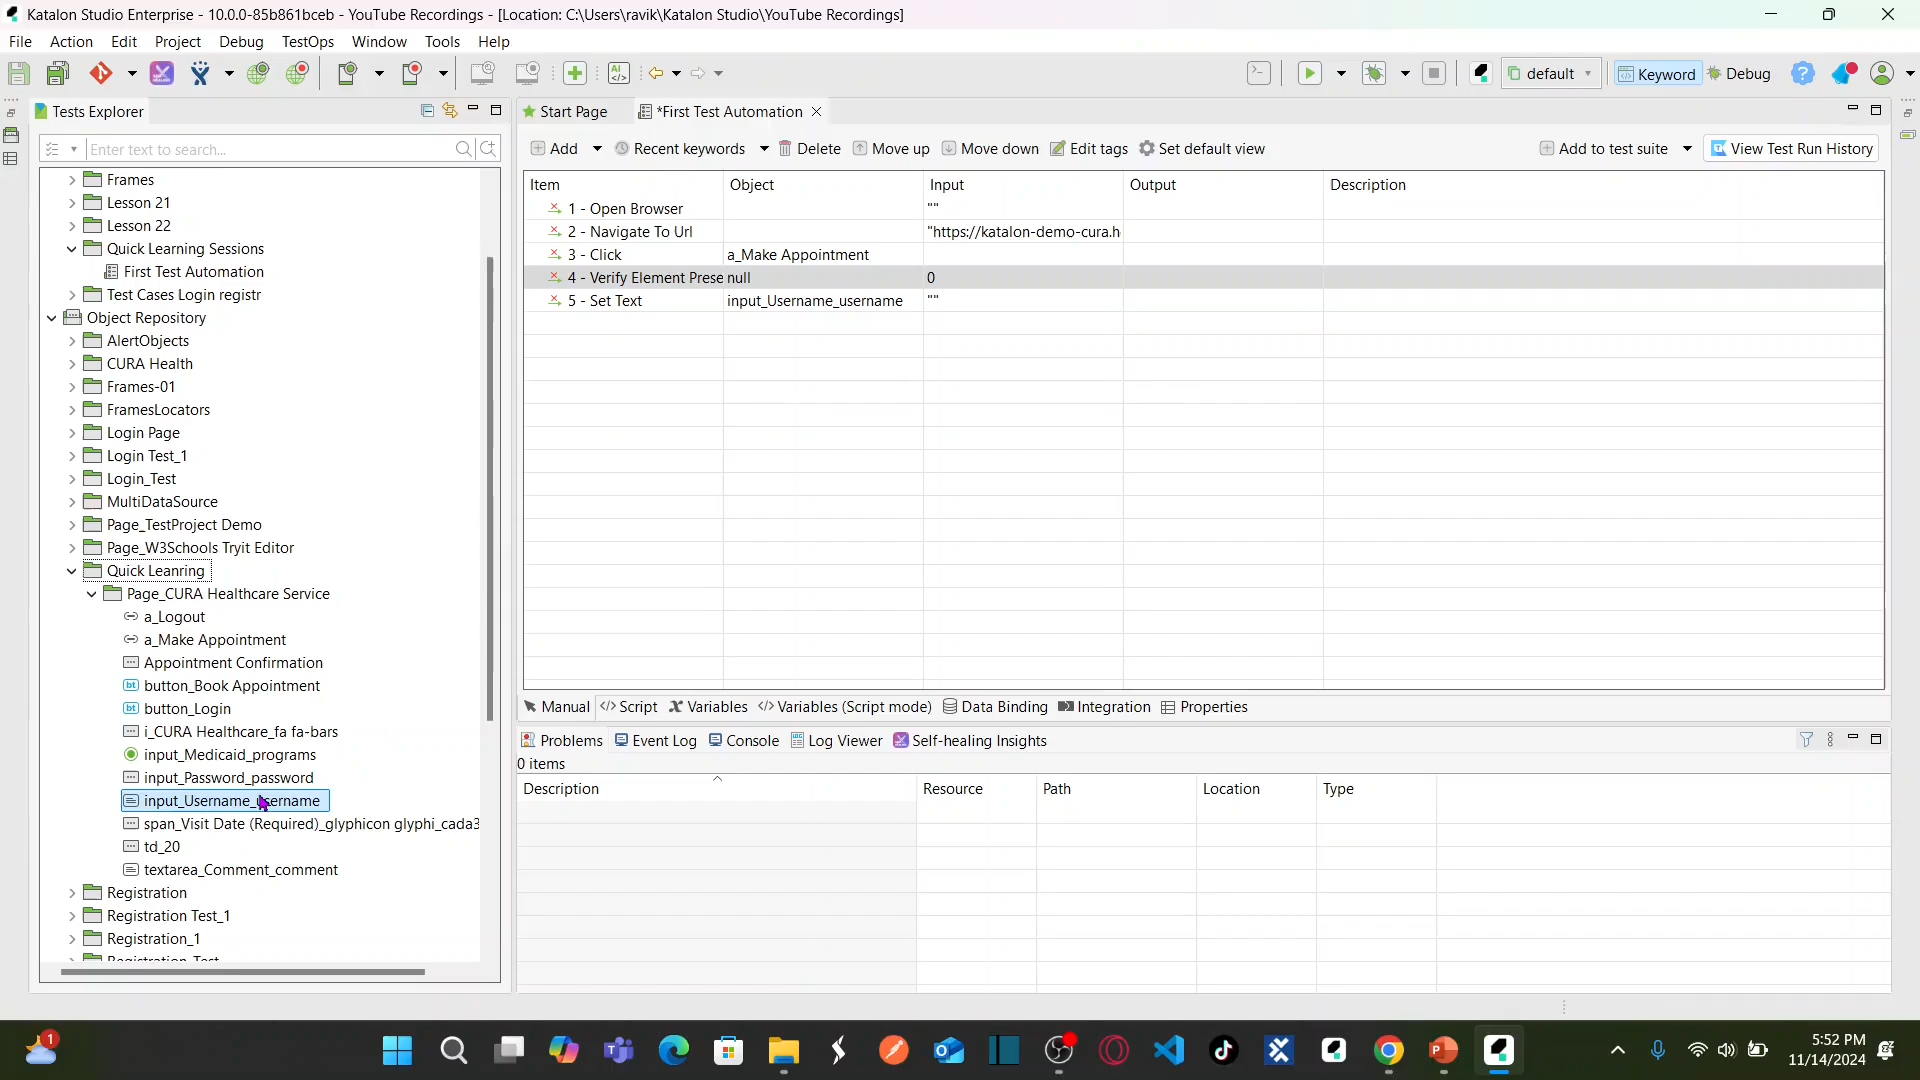 Katalon Studio Enterprise - 10.0.0-85b861bceb - YouTube Recordings - [Location: C:\Users\ravik\Katalon Studio\YouTube Recordings]
File Action Edit Project Debug TestOps Window Tools Help
default Keyword Debug
Tests Explorer
Enter text to search...
Frames
Lesson 21
Lesson 22
Quick Learning Sessions
First Test Automation
Test Cases Login registr
Object Repository
AlertObjects
CURA Health
Frames-01
FramesLocators
Login Page
Login Test_1
Login_Test
MultiDataSource
Page_TestProject Demo
Page_W3Schools Tryit Editor
Quick Leanring
Page_CURA Healthcare Service
a_Logout
a_Make Appointment
Appointment Confirmation
button_Book Appointment
button_Login
i_CURA Healthcare_fa fa-bars
input_Medicaid_programs
input_Password_password
input_Username_username
span_Visit Date (Required)_glyphicon glyphi_cada3
td_20
textarea_Comment_comment
Registration
Registration Test_1
Registration_1
Registration Test
Start Page *First Test Automation
Add Recent keywords Delete Move up Move down Edit tags Set default view Add to test suite View Test Run History
Item Object Input Output Description
1 - Open Browser ""
2 - Navigate To Url "https://katalon-demo-cura.h
3 - Click a_Make Appointment
4 - Verify Element Prese null 0
5 - Set Text input_Username_username ""
Manual Script Variables Variables (Script mode) Data Binding Integration Properties
Problems Event Log Console Log Viewer Self-healing Insights
0 items
Description Resource Path Location Type
1
5:52 PM
11/14/2024